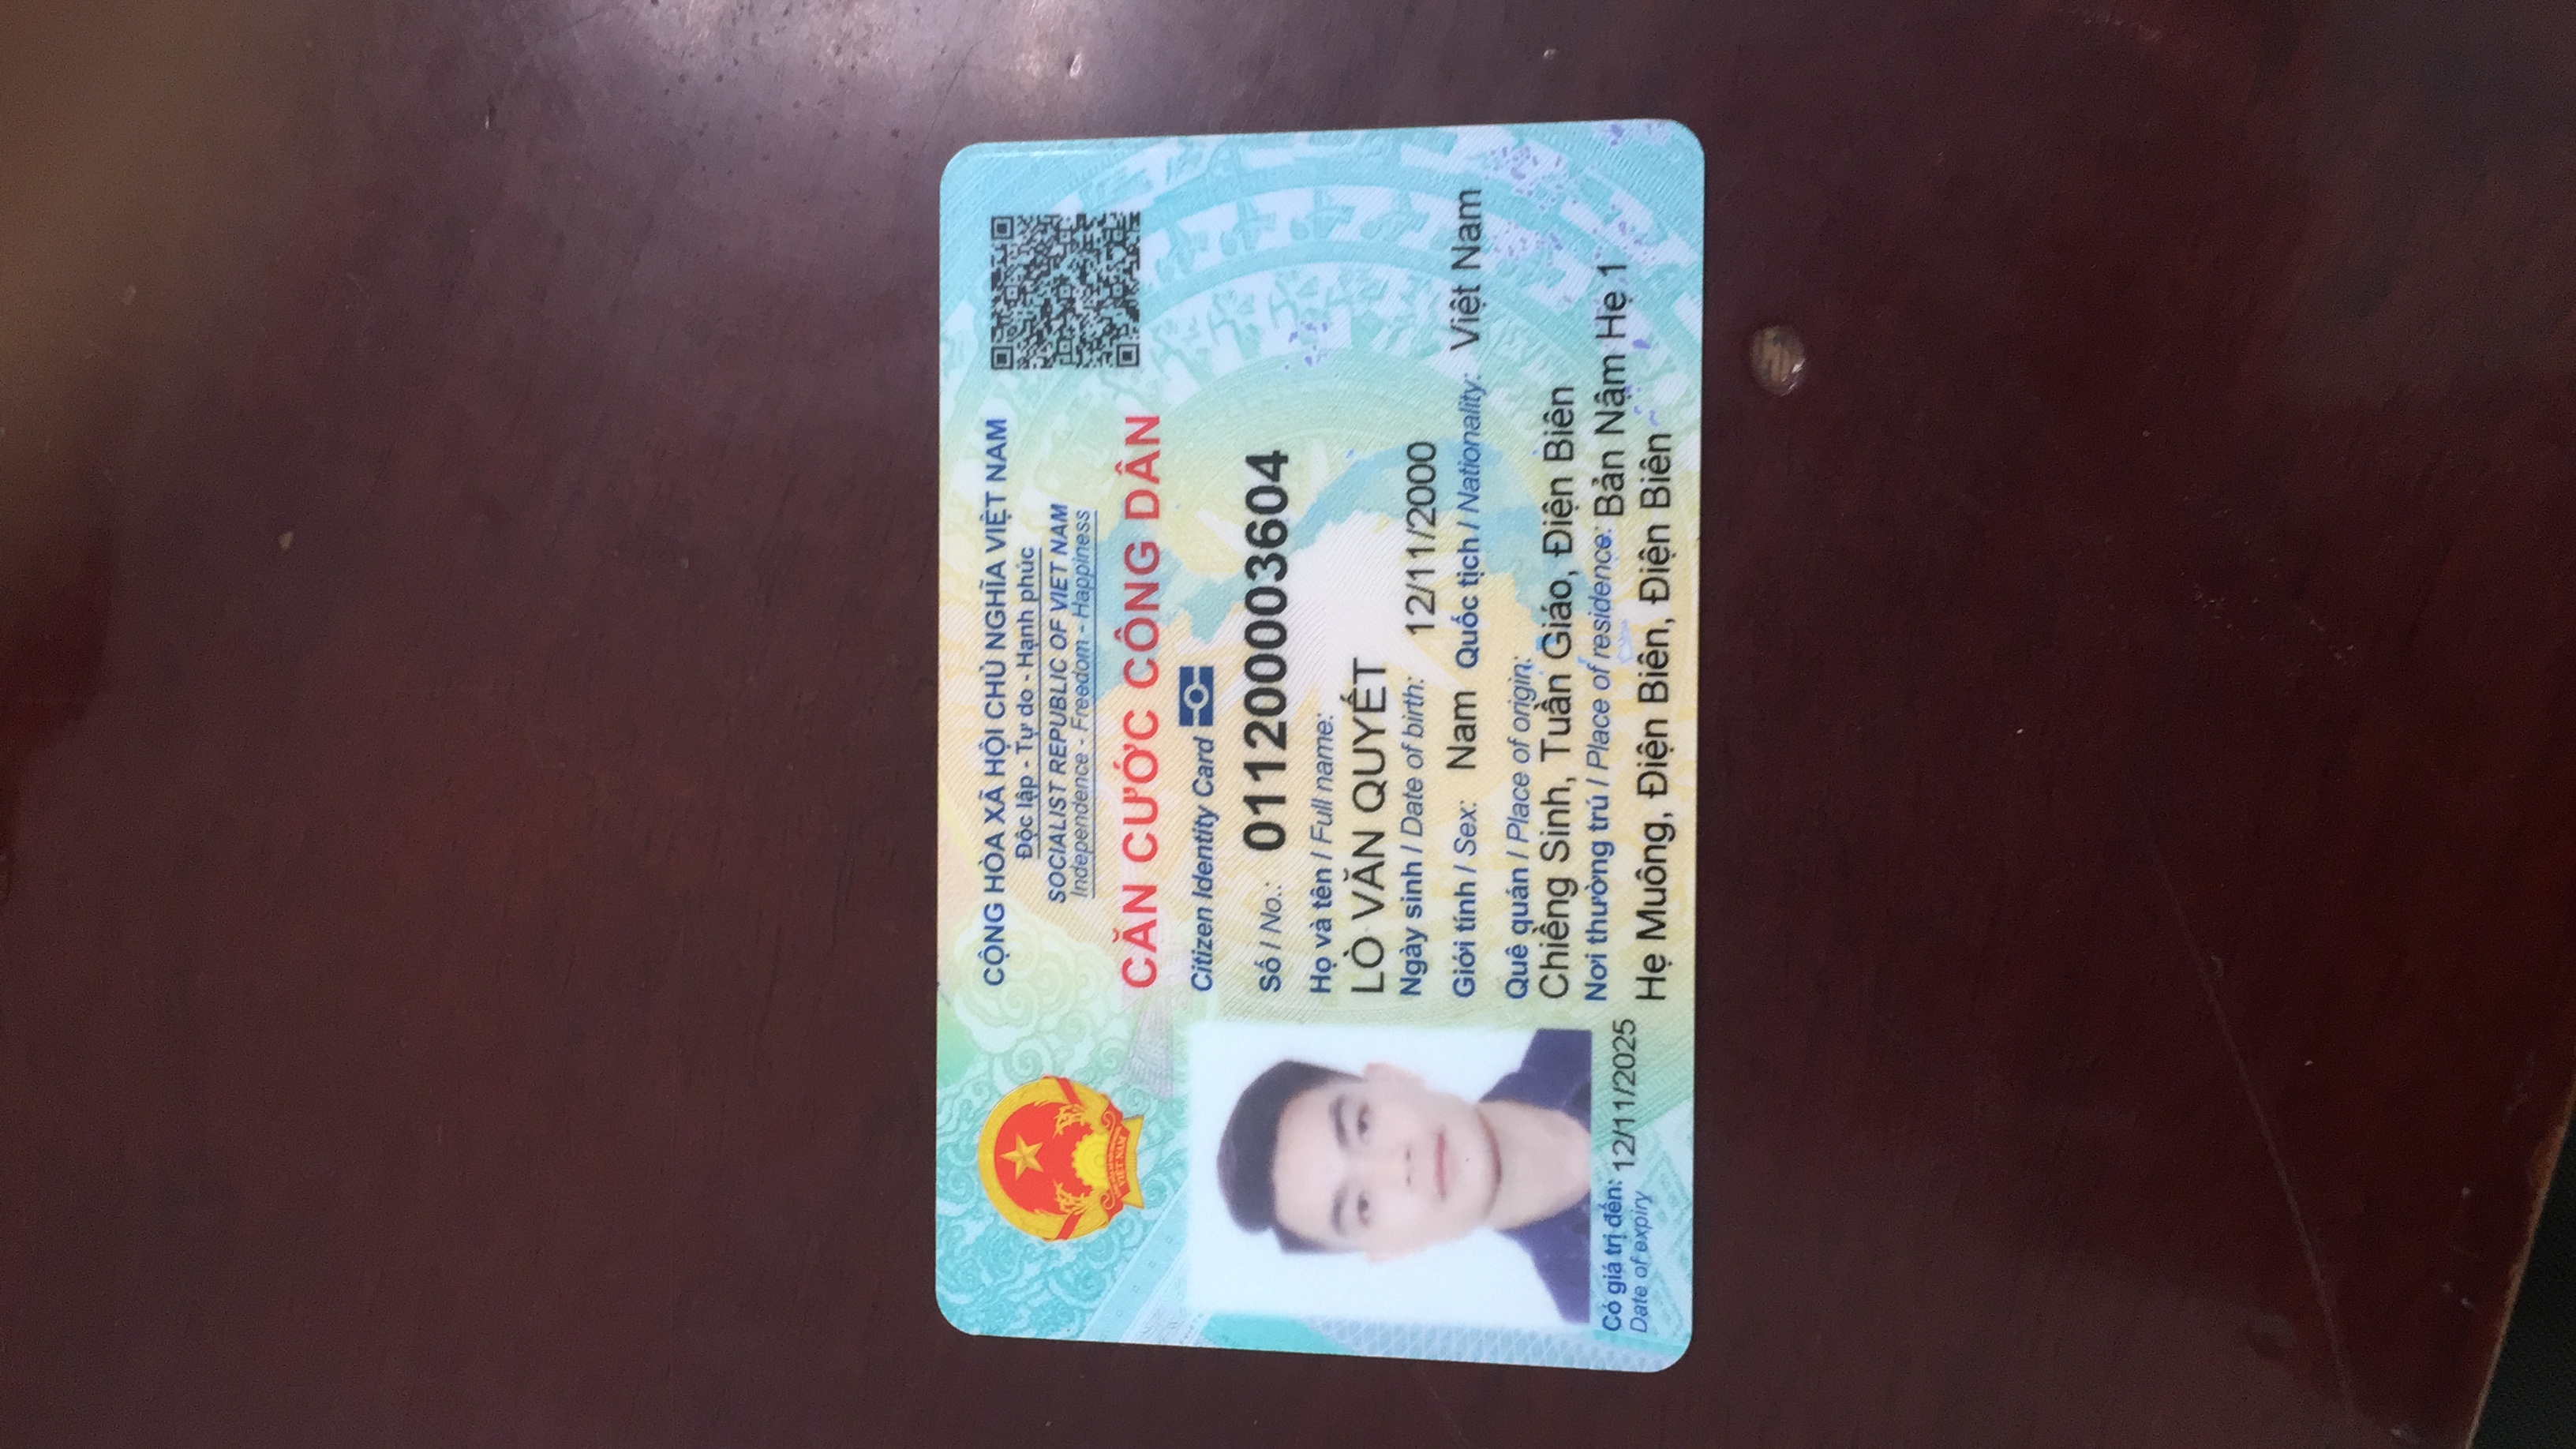 CỘNG HÒA XÃ HỘI CHỦ NGHĨA VIỆT NAM
Độc lập - Tự do - Hạnh phúc
SOCIALIST REPUBLIC OF VIET NAM
Independence - Freedom - Happiness
CĂN CƯỚC CÔNG DÂN
Citizen Identity Card
Số / No.: 011200003604
Họ và tên / Full name:
LÒ VĂN QUYẾT
Ngày sinh / Date of birth: 12/11/2000
Giới tính / Sex: Nam Quốc tịch / Nationality: Việt Nam
Quê quán / Place of origin:
Chiềng Sinh, Tuần Giáo, Điện Biên
Nơi thường trú / Place of residence: Bản Nậm Hẹ 1
Hẹ Muông, Điện Biên, Điện Biên
Có giá trị đến: 12/11/2025
Date of expiry
VIỆT NAM